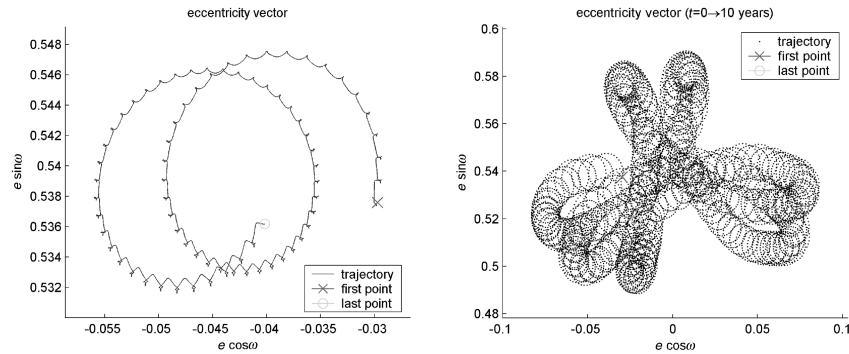 eccentricity vector
0.548
0.546
0.544
0.542
0.54
0.538
0.536
0.534
0.532
e sinω
trajectory
first point
last point
-0.055 -0.05 -0.045 -0.04 -0.035 -0.03
e cosω
eccentricity vector (t=0→10 years)
0.6
0.58
0.56
0.54
0.52
0.5
0.48
e sinω
trajectory
first point
last point
-0.1 -0.05 0 0.05 0.1
e cosω